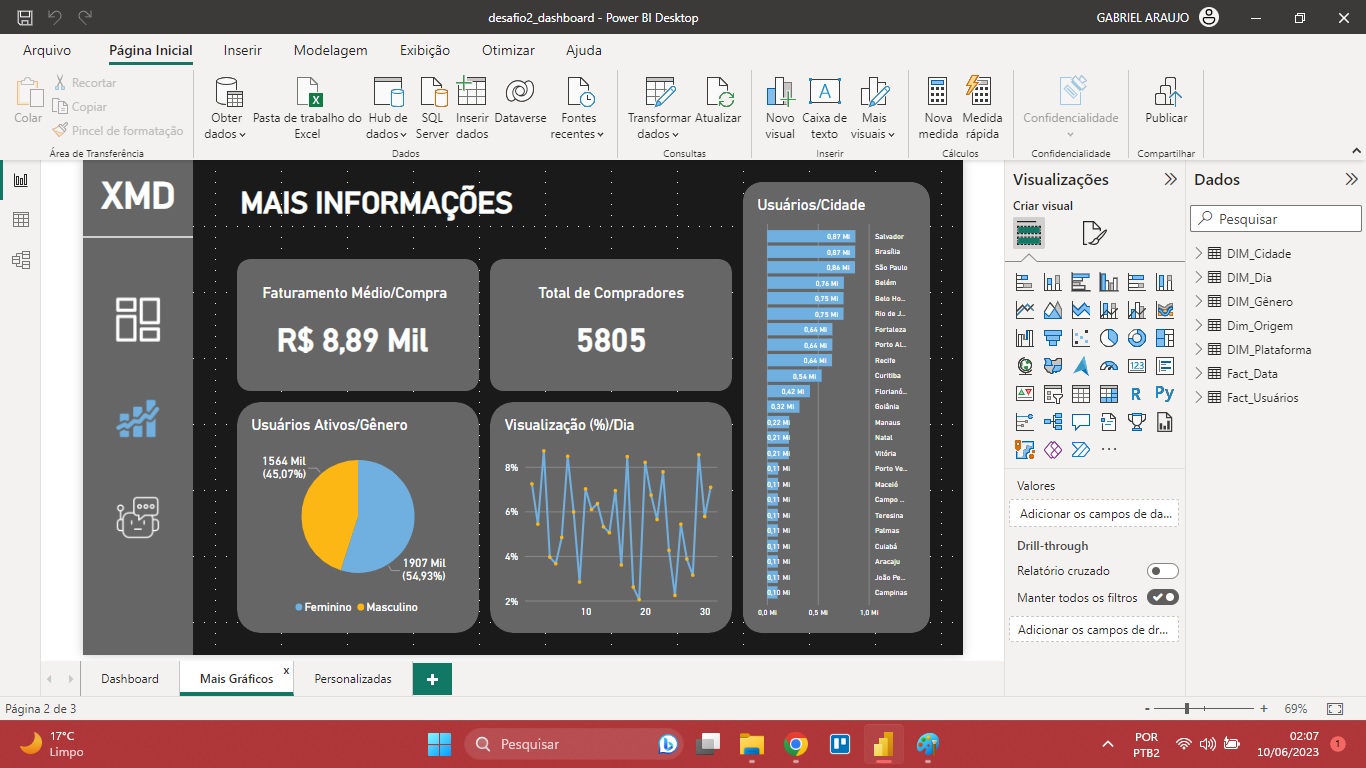 desafio2_dashboard - Power BI Desktop
GABRIEL ARAUJO
Arquivo
Página Inicial
Inserir
Modelagem
Exibição
Otimizar
Ajuda
Colar
Recortar
Copiar
Pincel de formatação
Obter dados
Pasta de trabalho do Excel
Hub de dados
SQL Server
Inserir dados
Dataverse
Fontes recentes
Transformar dados
Atualizar
Novo visual
Caixa de texto
Mais visuais
Nova medida
Medida rápida
Confidencialidade
Publicar
Área de Transferência
Dados
Consultas
Inserir
Cálculos
Confidencialidade
Compartilhar
XMD
MAIS INFORMAÇÕES
Faturamento Médio/Compra
R$ 8,89 Mil
Total de Compradores
5805
Usuários Ativos/Gênero
1564 Mil
(45,07%)
1907 Mil
(54,93%)
Feminino Masculino
Visualização (%)/Dia
8%
6%
4%
2%
10 20 30
Usuários/Cidade
0,87 Mi Salvador
0,87 Mi Brasília
0,86 Mi São Paulo
0,76 Mi Belém
0,75 Mi Belo Ho...
0,75 Mi Rio de J...
0,64 Mi Fortaleza
0,64 Mi Porto Al...
0,64 Mi Recife
0,54 Mi Curitiba
0,42 Mi Florianó...
0,32 Mi Goiânia
0,22 Mi Manaus
0,21 Mi Natal
0,21 Mi Vitória
0,11 Mi Porto Ve...
0,11 Mi Maceió
0,11 Mi Campo ...
0,11 Mi Teresina
0,11 Mi Palmas
0,11 Mi Cuiabá
0,11 Mi Aracaju
0,11 Mi João Pe...
0,10 Mi Campinas
0,0 Mi 0,5 Mi 1,0 Mi
Visualizações
Criar visual
123
R
Py
Valores
Adicionar os campos de da...
Drill-through
Relatório cruzado
Manter todos os filtros
Adicionar os campos de dr...
Dados
Pesquisar
DIM_Cidade
DIM_Dia
DIM_Gênero
Dim_Origem
DIM_Plataforma
Fact_Data
Fact_Usuários
Dashboard
Mais Gráficos
x
Personalizadas
+
Página 2 de 3
- + 69%
17°C
Limpo
Pesquisar
POR
PTB2
02:07
10/06/2023
1